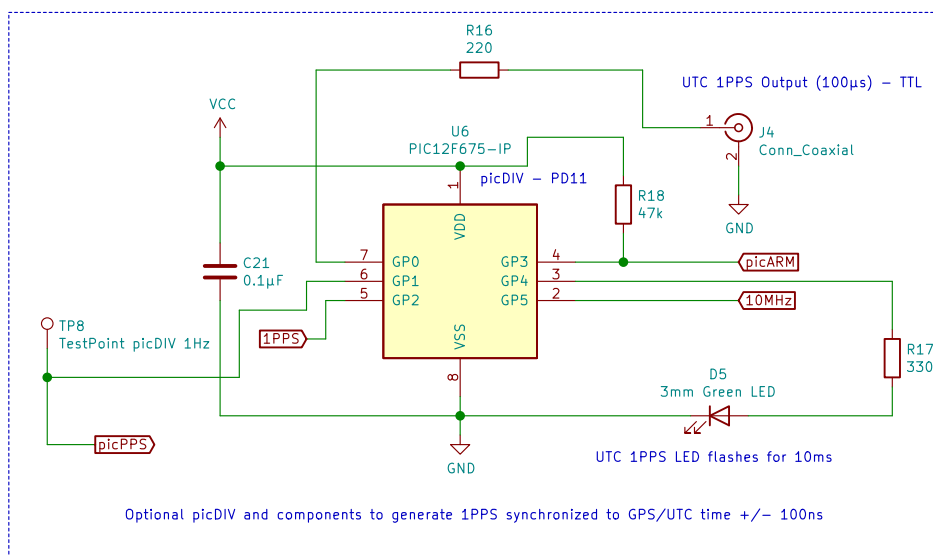 R16
220
UTC 1PPS Output (100µs) – TTL
VCC
1
J4
Conn_Coaxial
2
U6
PIC12F675-IP
picDIV – PD11
1
R18
47k
GND
VDD
7
GP0
GP3
4
picARM
C21
0.1µF
6
GP1
GP4
3
5
GP2
GP5
2
10MHz
TP8
TestPoint picDIV 1Hz
1PPS
VSS
R17
330
8
D5
3mm Green LED
picPPS
GND
UTC 1PPS LED flashes for 10ms
Optional picDIV and components to generate 1PPS synchronized to GPS/UTC time +/– 100ns